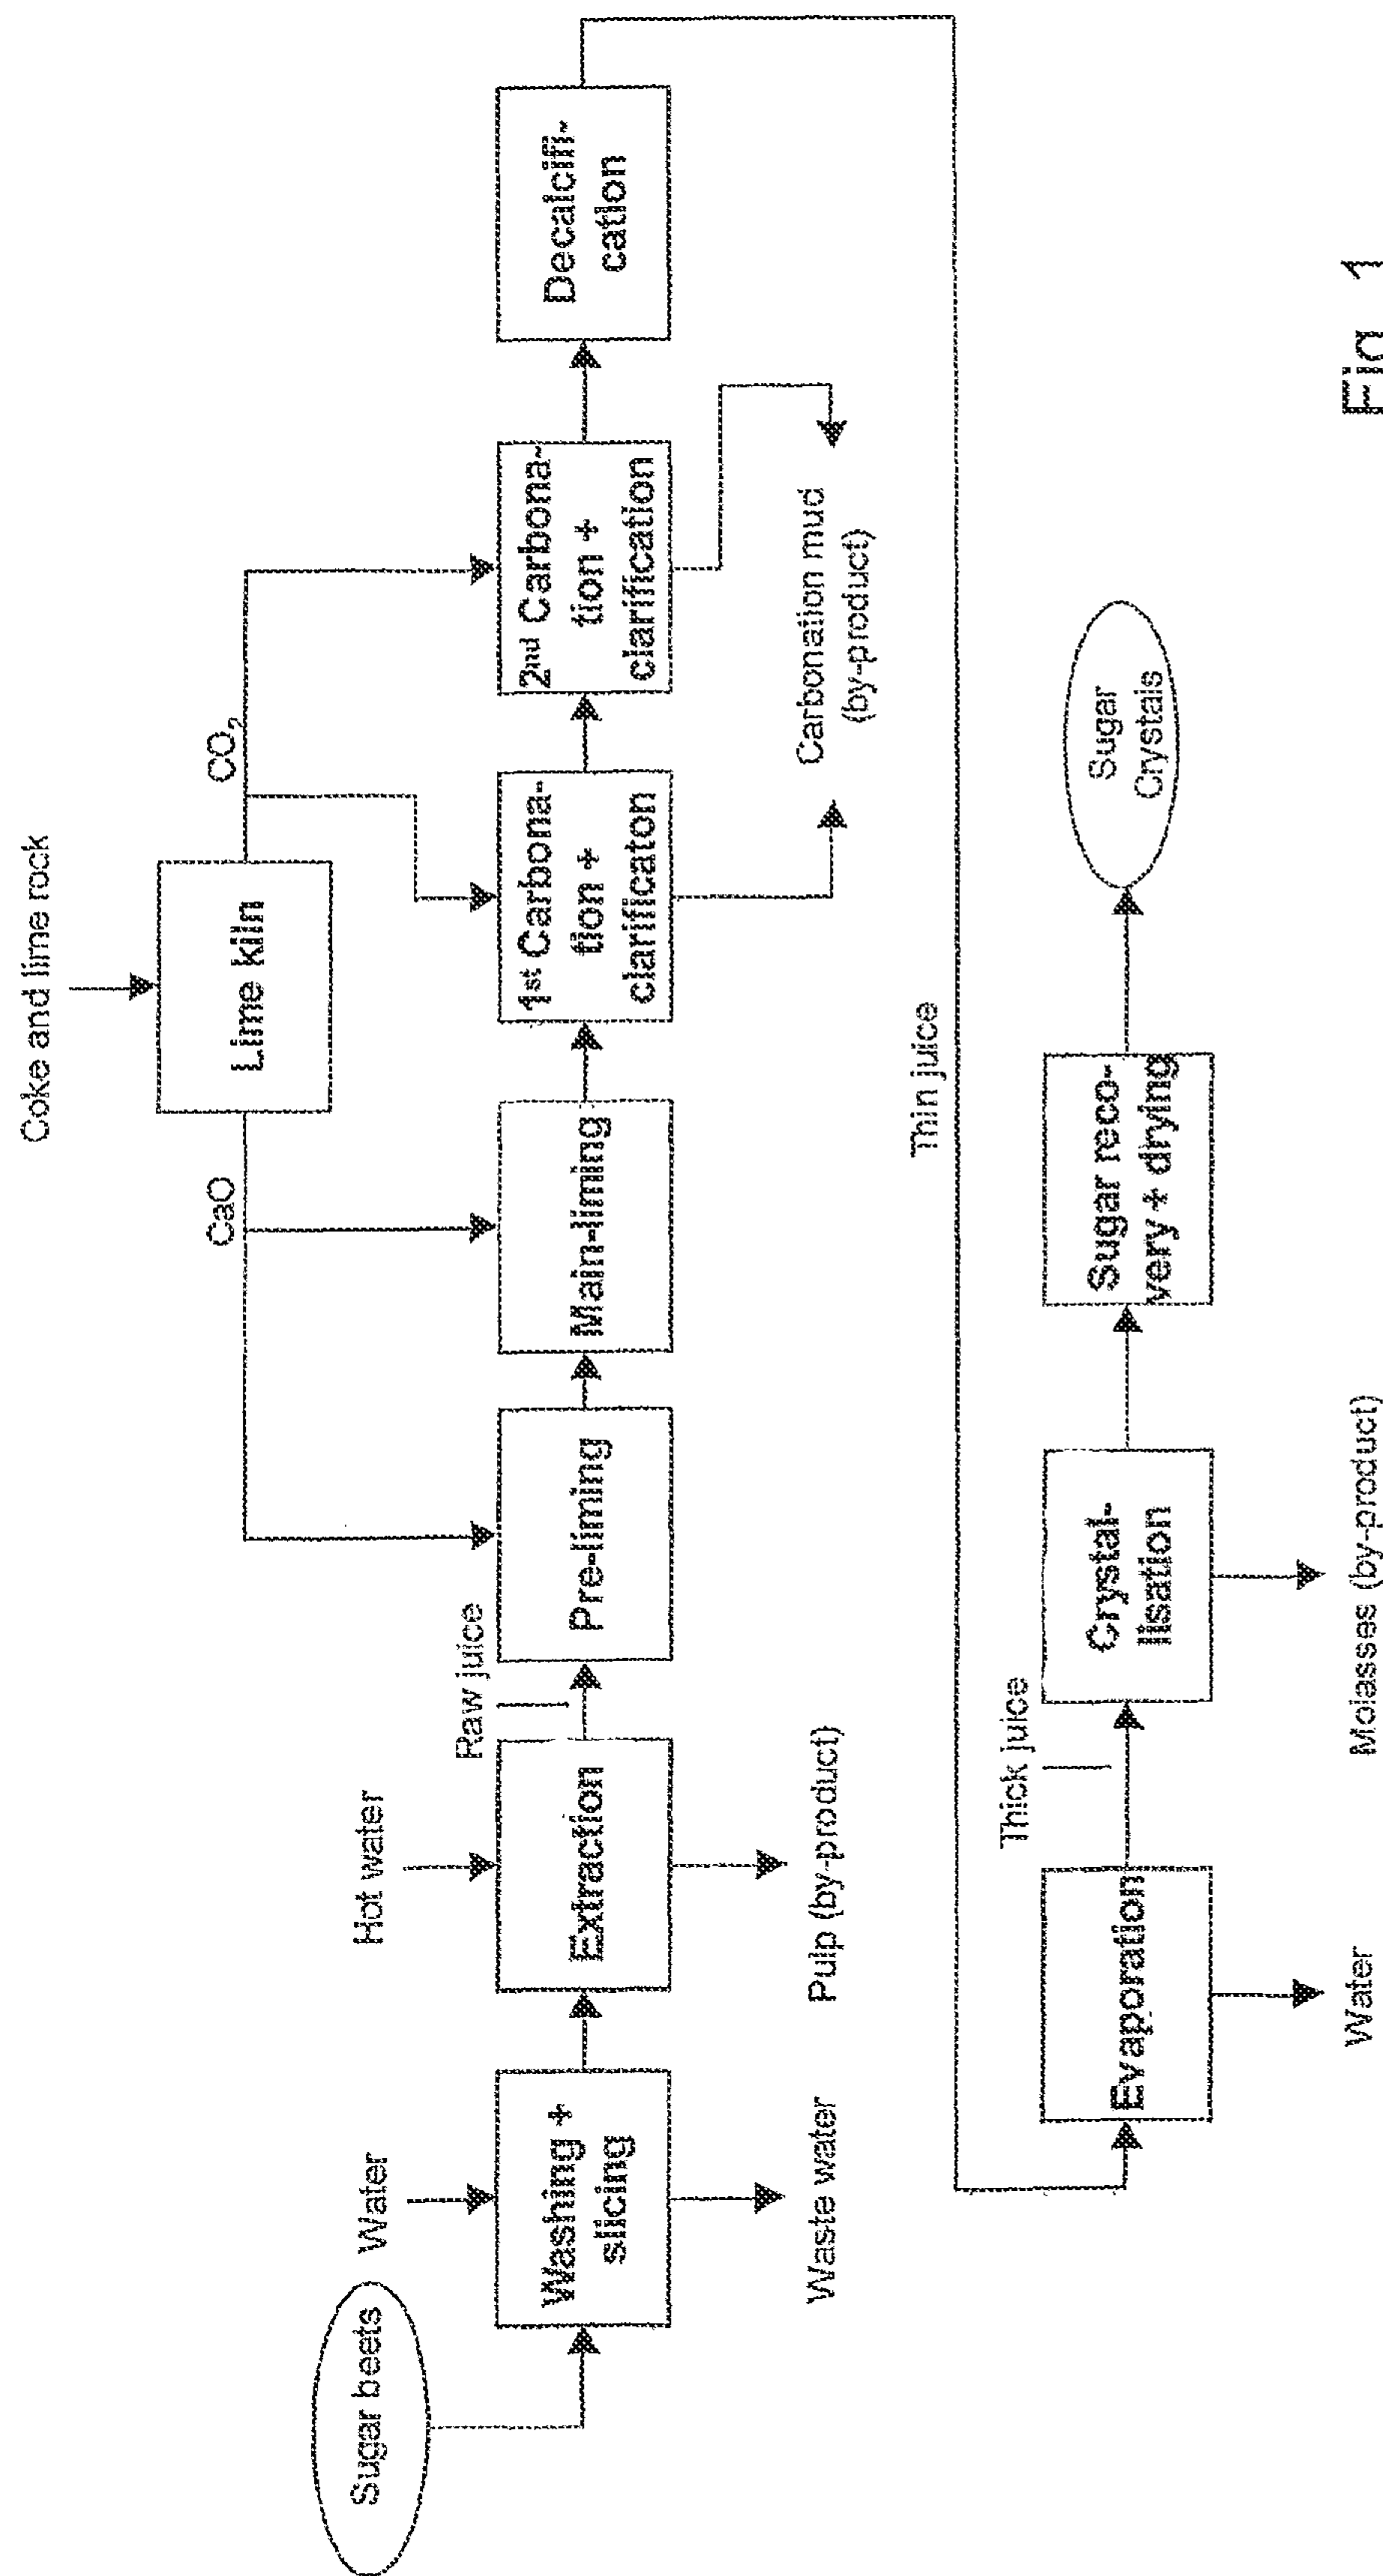 Coke and lime rock
Lime kiln
CaO
CO₂
Sugar beets
Water
Hot water
Raw juice
Washing +
slicing
Extraction
Pre-liming
Main-liming
1st Carbona-
tion +
clarificaton
2nd Carbona-
tion +
clarification
Decalcifi-
cation
Waste water
Pulp (by-product)
Carbonation mud
(by-product)
Thin juice
Thick juice
Evaporation
Crystal-
lisation
Sugar reco-
very + drying
Sugar
Crystals
Water
Molasses (by-product)
Fig. 1